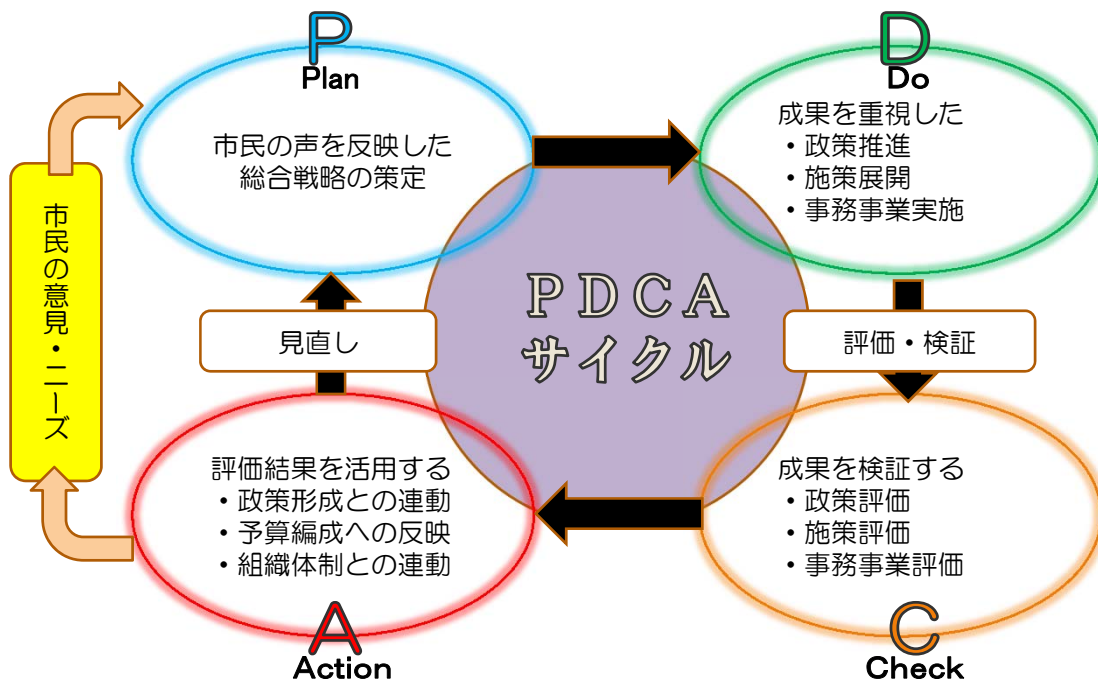 P
Plan
市民の声を反映した
総合戦略の策定
D
Do
成果を重視した
・政策推進
・施策展開
・事務事業実施
市民の意見・ニーズ
PDCA
サイクル
見直し
評価・検証
評価結果を活用する
・政策形成との連動
・予算編成への反映
・組織体制との連動
A
Action
成果を検証する
・政策評価
・施策評価
・事務事業評価
C
Check